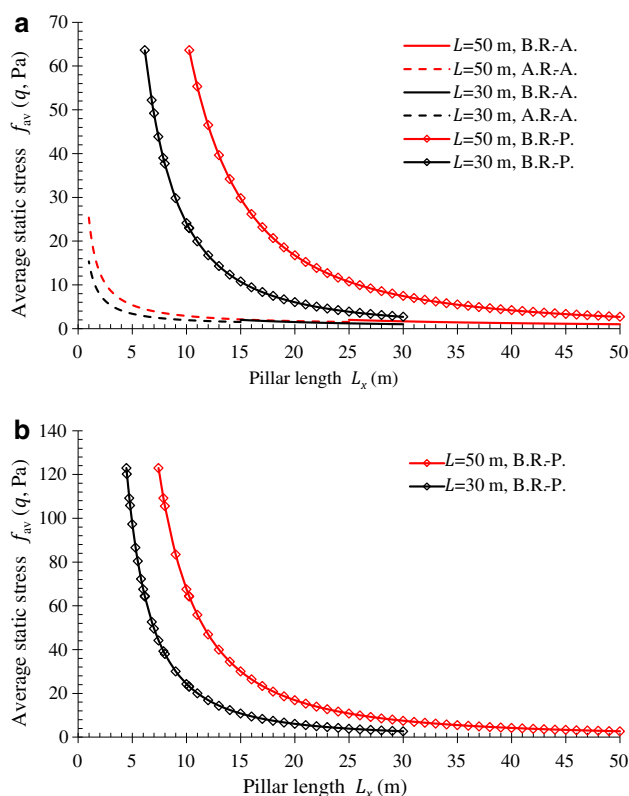 a
70
60
50
40
30
20
10
0
Average static stress f_av (q, Pa)
L=50 m, B.R.-A.
L=50 m, A.R.-A.
L=30 m, B.R.-A.
L=30 m, A.R.-A.
L=50 m, B.R.-P.
L=30 m, B.R.-P.
0 5 10 15 20 25 30 35 40 45 50
Pillar length L_x (m)
b
140
120
100
80
60
40
20
0
Average static stress f_av (q, Pa)
L=50 m, B.R.-P.
L=30 m, B.R.-P.
0 5 10 15 20 25 30 35 40 45 50
Pillar length L_x (m)